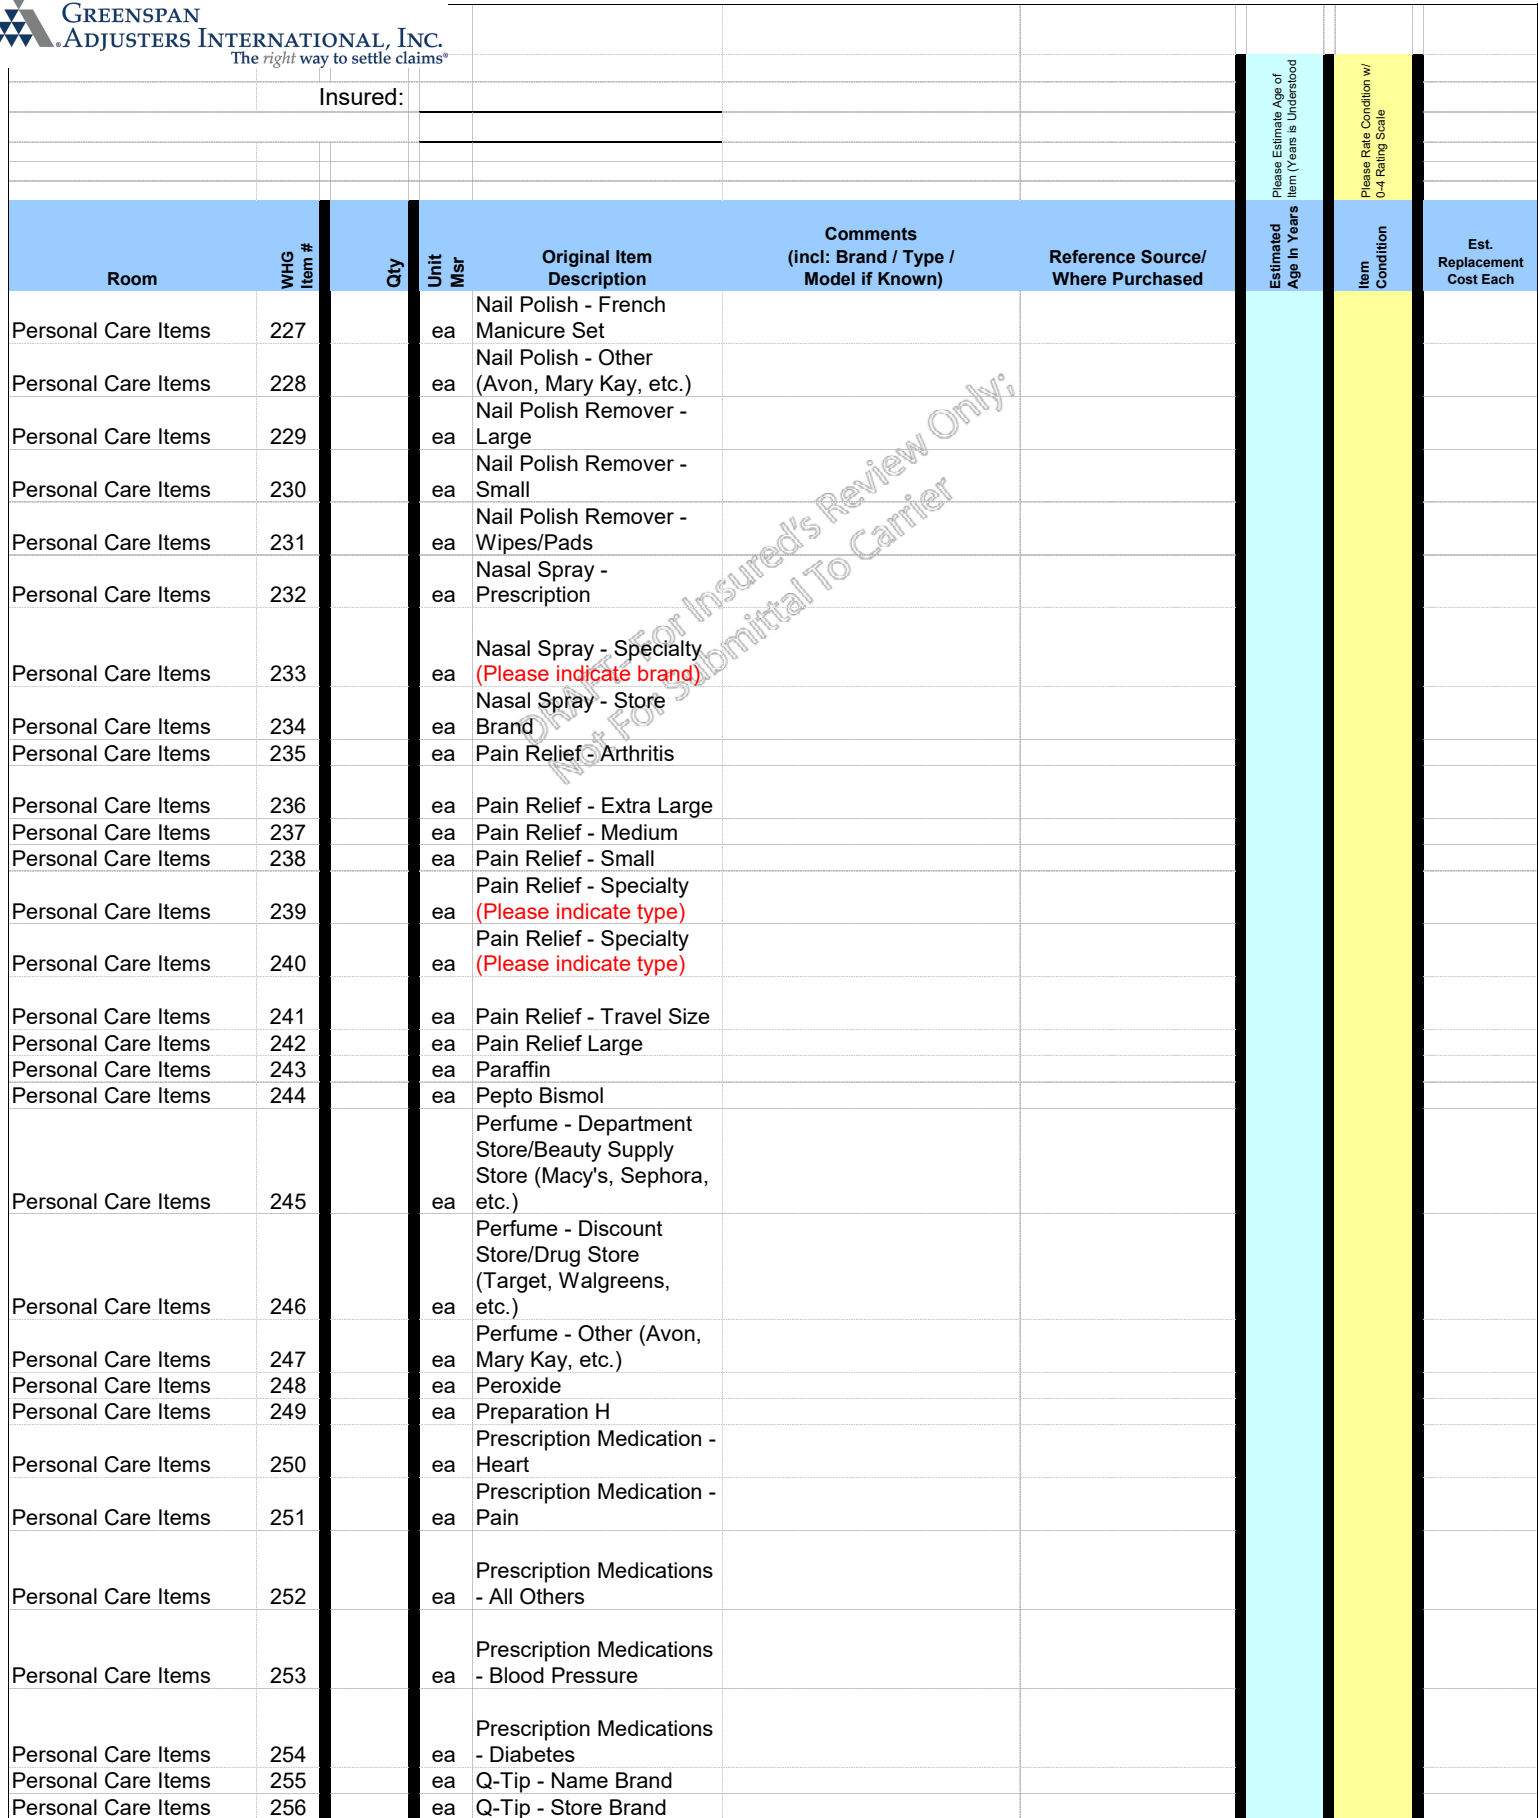 GREENSPAN
ADJUSTERS INTERNATIONAL, INC.
The right way to settle claims®
Insured:
Please Estimate Age of
Item (Years is Understood
Please Rate Condition w/
0-4 Rating Scale
Room
WHG
Item #
Qty
Unit
Msr
Original Item
Description
Comments
(incl: Brand / Type /
Model if Known)
Reference Source/
Where Purchased
Estimated
Age In Years
Item
Condition
Est.
Replacement
Cost Each
DRAFT - For Insured's Review Only;
Not For Submittal To Carrier
Nail Polish - French
Personal Care Items 227 ea Manicure Set
Nail Polish - Other
Personal Care Items 228 ea (Avon, Mary Kay, etc.)
Nail Polish Remover -
Personal Care Items 229 ea Large
Nail Polish Remover -
Personal Care Items 230 ea Small
Nail Polish Remover -
Personal Care Items 231 ea Wipes/Pads
Nasal Spray -
Personal Care Items 232 ea Prescription
Nasal Spray - Specialty
Personal Care Items 233 ea (Please indicate brand)
Nasal Spray - Store
Personal Care Items 234 ea Brand
Personal Care Items 235 ea Pain Relief - Arthritis
Personal Care Items 236 ea Pain Relief - Extra Large
Personal Care Items 237 ea Pain Relief - Medium
Personal Care Items 238 ea Pain Relief - Small
Pain Relief - Specialty
Personal Care Items 239 ea (Please indicate type)
Pain Relief - Specialty
Personal Care Items 240 ea (Please indicate type)
Personal Care Items 241 ea Pain Relief - Travel Size
Personal Care Items 242 ea Pain Relief Large
Personal Care Items 243 ea Paraffin
Personal Care Items 244 ea Pepto Bismol
Perfume - Department
Store/Beauty Supply
Store (Macy's, Sephora,
Personal Care Items 245 ea etc.)
Perfume - Discount
Store/Drug Store
(Target, Walgreens,
Personal Care Items 246 ea etc.)
Perfume - Other (Avon,
Personal Care Items 247 ea Mary Kay, etc.)
Personal Care Items 248 ea Peroxide
Personal Care Items 249 ea Preparation H
Prescription Medication -
Personal Care Items 250 ea Heart
Prescription Medication -
Personal Care Items 251 ea Pain
Prescription Medications
Personal Care Items 252 ea - All Others
Prescription Medications
Personal Care Items 253 ea - Blood Pressure
Prescription Medications
Personal Care Items 254 ea - Diabetes
Personal Care Items 255 ea Q-Tip - Name Brand
Personal Care Items 256 ea Q-Tip - Store Brand